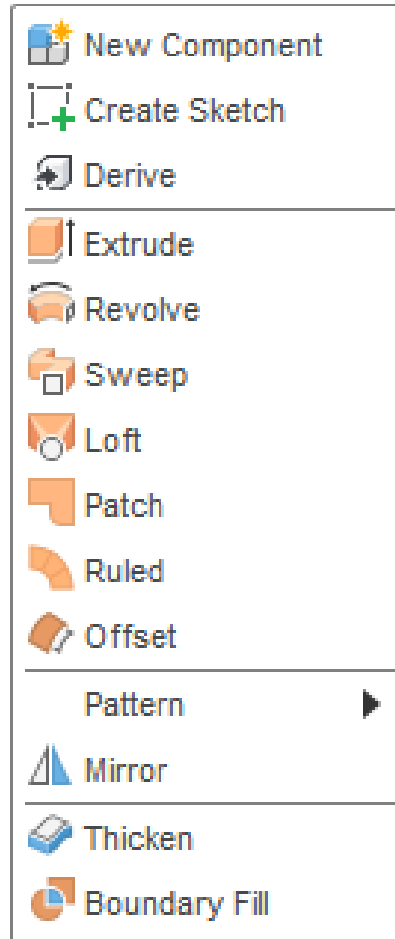 New Component
Create Sketch
Derive
Extrude
Revolve
Sweep
Loft
Patch
Ruled
Offset
Pattern
Mirror
Thicken
Boundary Fill